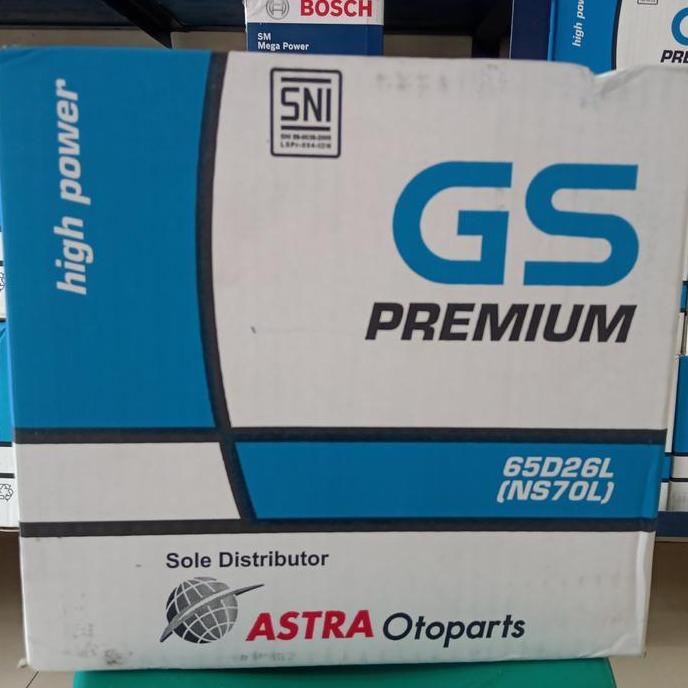 BOSCH
SM
Mega Power
high power
SNI
high power
GS
PREMIUM
65D26L
(NS70L)
Sole Distributor
ASTRA Otoparts